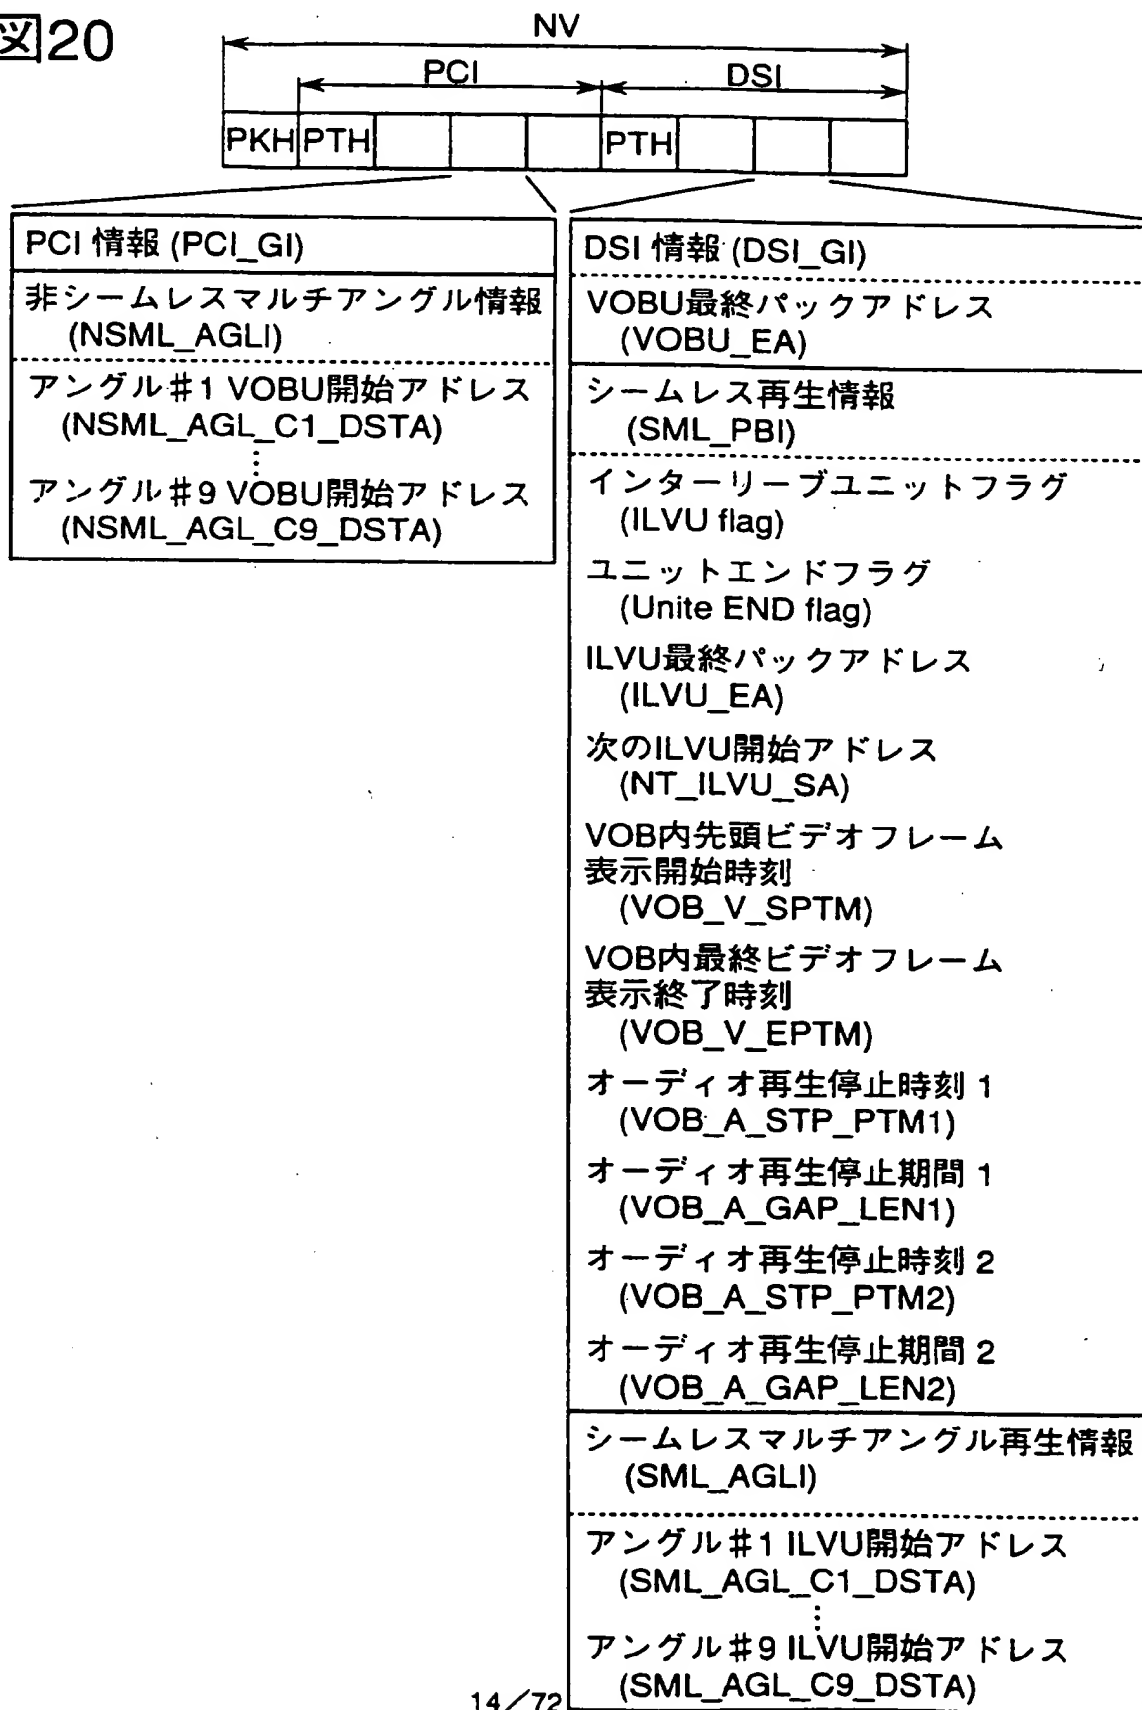 図20
NV
PCI
DSI
PKH PTH PTH
PCI 情報 (PCI_GI)
非シームレスマルチアングル情報
(NSML_AGLI)
アングル#1 VOBU開始アドレス
(NSML_AGL_C1_DSTA)
⋮
アングル#9 VOBU開始アドレス
(NSML_AGL_C9_DSTA)
DSI 情報 (DSI_GI)
VOBU最終パックアドレス
(VOBU_EA)
シームレス再生情報
(SML_PBI)
インターリーブユニットフラグ
(ILVU flag)
ユニットエンドフラグ
(Unite END flag)
ILVU最終パックアドレス
(ILVU_EA)
次のILVU開始アドレス
(NT_ILVU_SA)
VOB内先頭ビデオフレーム
表示開始時刻
(VOB_V_SPTM)
VOB内最終ビデオフレーム
表示終了時刻
(VOB_V_EPTM)
オーディオ再生停止時刻 1
(VOB_A_STP_PTM1)
オーディオ再生停止期間 1
(VOB_A_GAP_LEN1)
オーディオ再生停止時刻 2
(VOB_A_STP_PTM2)
オーディオ再生停止期間 2
(VOB_A_GAP_LEN2)
シームレスマルチアングル再生情報
(SML_AGLI)
アングル#1 ILVU開始アドレス
(SML_AGL_C1_DSTA)
⋮
アングル#9 ILVU開始アドレス
(SML_AGL_C9_DSTA)
14/72